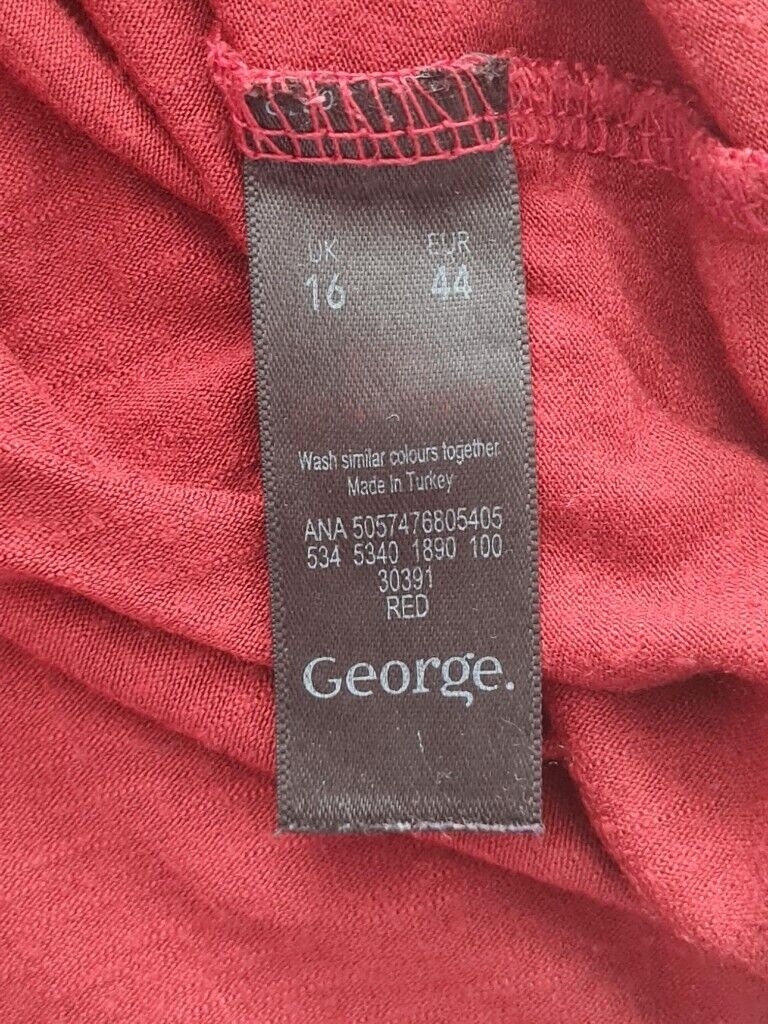 UK EUR
16 44
Wash similar colours together
Made In Turkey
ANA 5057476805405
534 5340 1890 100
30391
RED
George.